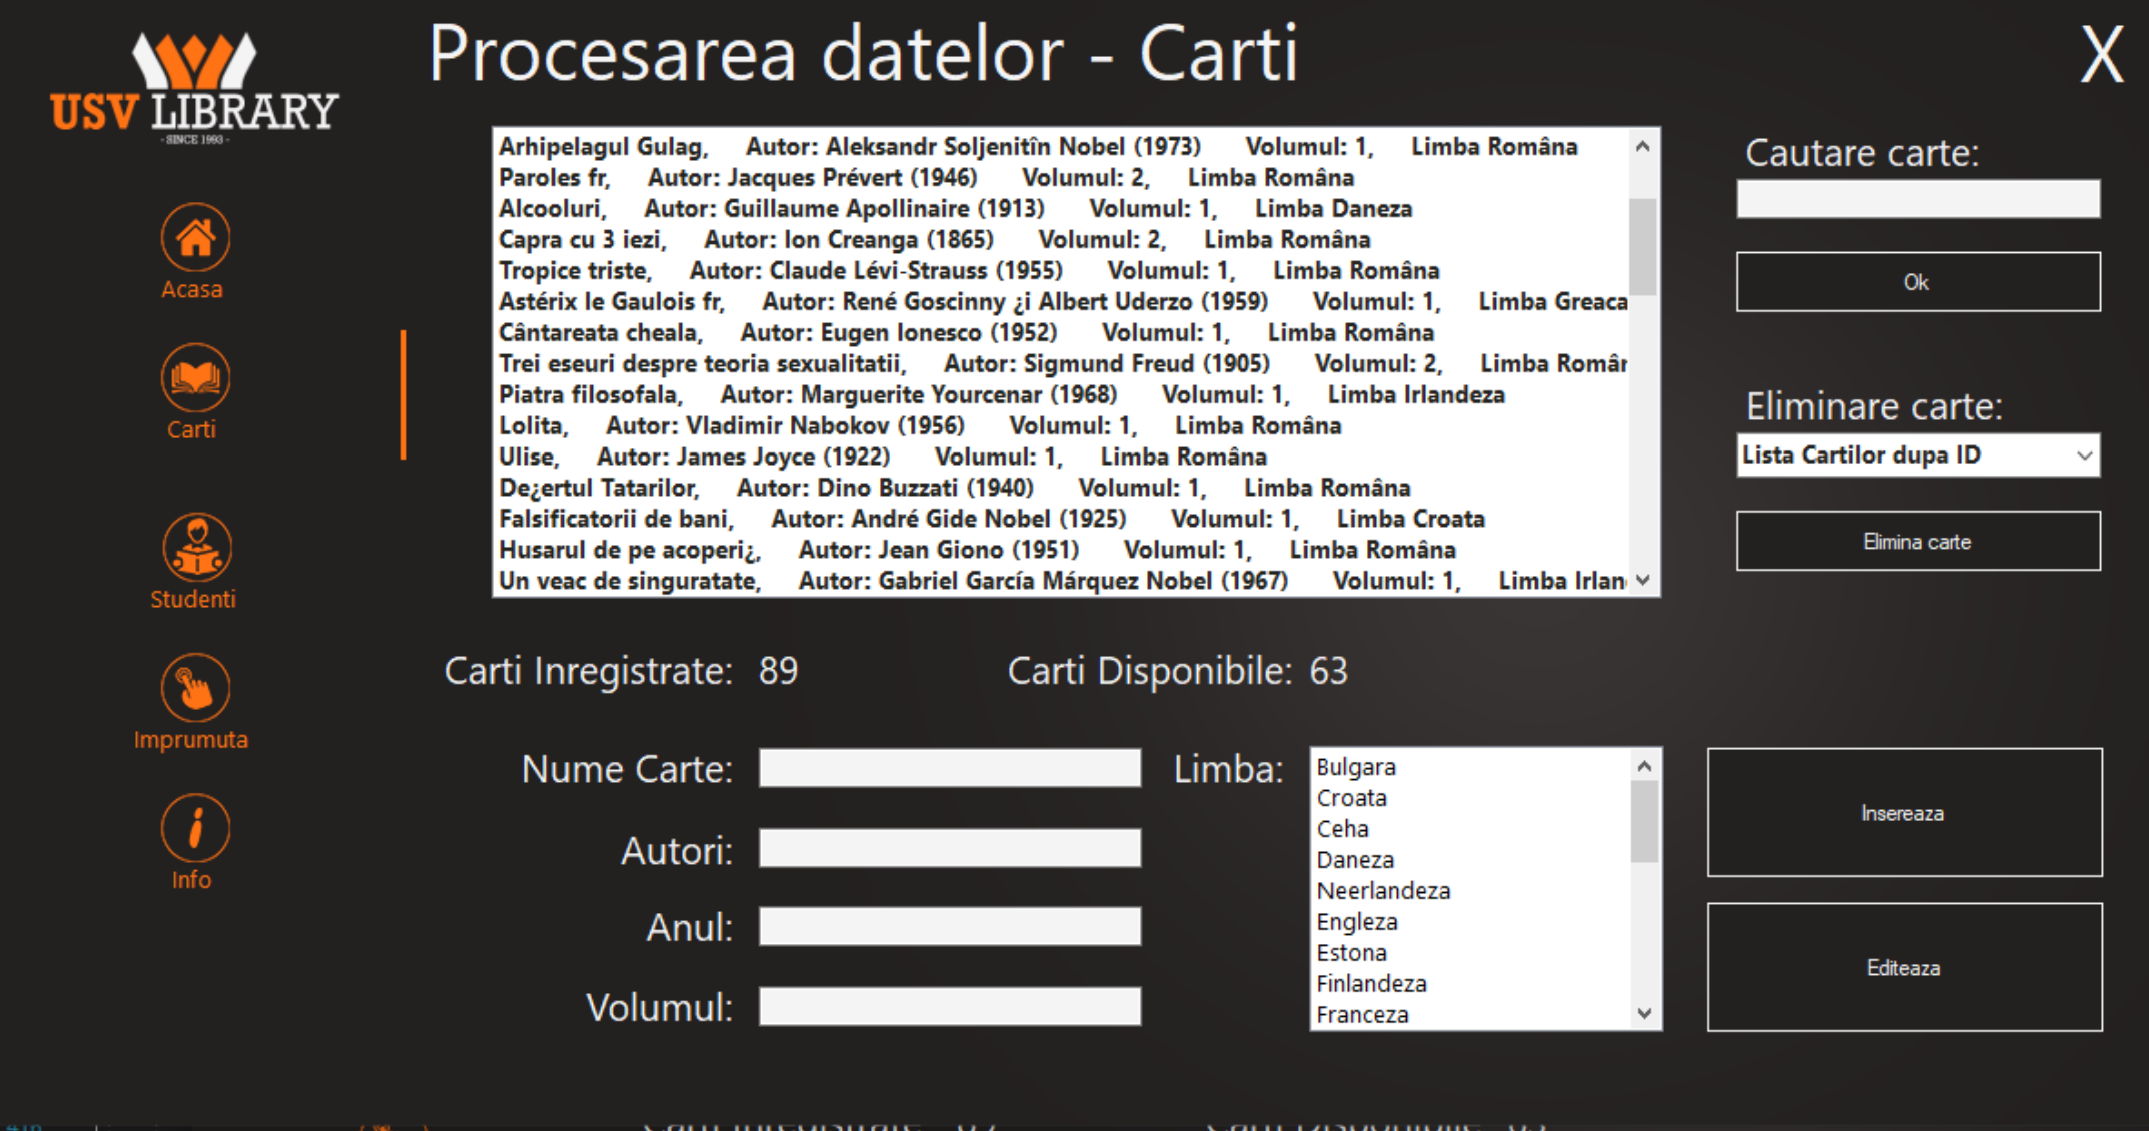 Procesarea datelor - Carti
X
USV LIBRARY
- SINCE 1993 -
Acasa
Carti
Studenti
Imprumuta
Info
Arhipelagul Gulag, Autor: Aleksandr Soljenitîn Nobel (1973) Volumul: 1, Limba Româna
Paroles fr, Autor: Jacques Prévert (1946) Volumul: 2, Limba Româna
Alcooluri, Autor: Guillaume Apollinaire (1913) Volumul: 1, Limba Daneza
Capra cu 3 iezi, Autor: Ion Creanga (1865) Volumul: 2, Limba Româna
Tropice triste, Autor: Claude Lévi-Strauss (1955) Volumul: 1, Limba Româna
Astérix le Gaulois fr, Autor: René Goscinny ¿i Albert Uderzo (1959) Volumul: 1, Limba Greaca
Cântareata cheala, Autor: Eugen Ionesco (1952) Volumul: 1, Limba Româna
Trei eseuri despre teoria sexualitatii, Autor: Sigmund Freud (1905) Volumul: 2, Limba Român
Piatra filosofala, Autor: Marguerite Yourcenar (1968) Volumul: 1, Limba Irlandeza
Lolita, Autor: Vladimir Nabokov (1956) Volumul: 1, Limba Româna
Ulise, Autor: James Joyce (1922) Volumul: 1, Limba Româna
De¿ertul Tatarilor, Autor: Dino Buzzati (1940) Volumul: 1, Limba Româna
Falsificatorii de bani, Autor: André Gide Nobel (1925) Volumul: 1, Limba Croata
Husarul de pe acoperi¿, Autor: Jean Giono (1951) Volumul: 1, Limba Româna
Un veac de singuratate, Autor: Gabriel García Márquez Nobel (1967) Volumul: 1, Limba Irlan
Cautare carte:
Ok
Eliminare carte:
Lista Cartilor dupa ID
Elimina carte
Carti Inregistrate: 89 Carti Disponibile: 63
Nume Carte:
Autori:
Anul:
Volumul:
Limba:
Bulgara
Croata
Ceha
Daneza
Neerlandeza
Engleza
Estona
Finlandeza
Franceza
Insereaza
Editeaza